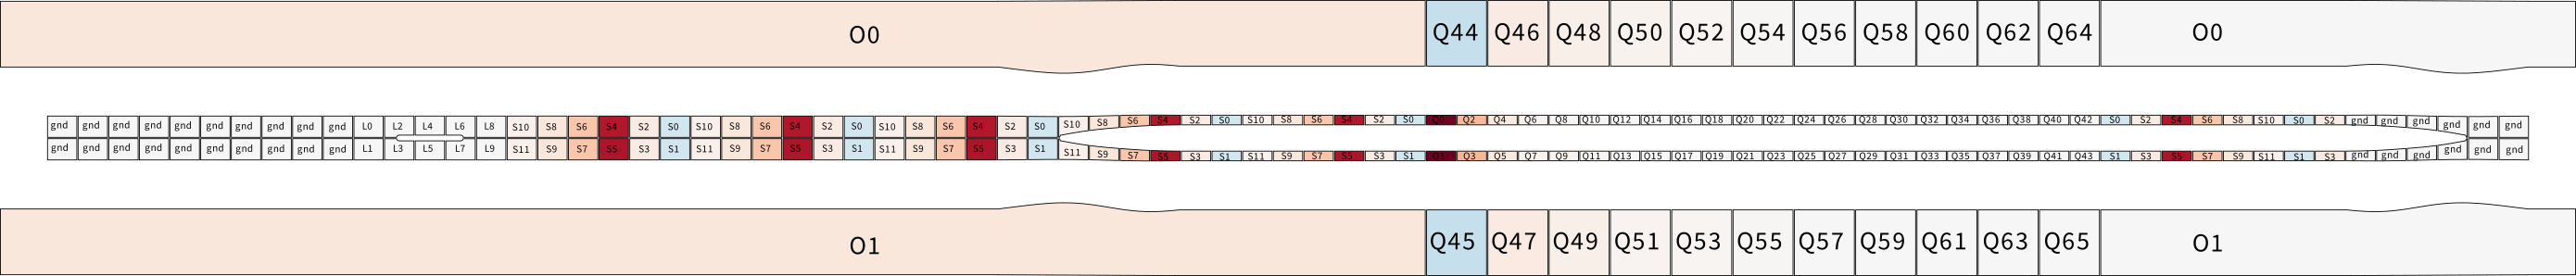 O0 Q44 Q46 Q48 Q50 Q52 Q54 Q56 Q58 Q60 Q62 Q64 O0
gnd gnd gnd gnd gnd gnd gnd gnd gnd gnd L0 L2 L4 L6 L8 S10 S8 S6 S4 S2 S0 S10 S8 S6 S4 S2 S0 S10 S8 S6 S4 S2 S0 S10 S8 S6 S4 S2 S0 S10 S8 S6 S4 S2 S0 Q0 Q2 Q4 Q6 Q8 Q10 Q12 Q14 Q16 Q18 Q20 Q22 Q24 Q26 Q28 Q30 Q32 Q34 Q36 Q38 Q40 Q42 S0 S2 S4 S6 S8 S10 S0 S2 gnd gnd gnd gnd gnd gnd
gnd gnd gnd gnd gnd gnd gnd gnd gnd gnd L1 L3 L5 L7 L9 S11 S9 S7 S5 S3 S1 S11 S9 S7 S5 S3 S1 S11 S9 S7 S5 S3 S1 S11 S9 S7 S5 S3 S1 S11 S9 S7 S5 S3 S1 Q1 Q3 Q5 Q7 Q9 Q11 Q13 Q15 Q17 Q19 Q21 Q23 Q25 Q27 Q29 Q31 Q33 Q35 Q37 Q39 Q41 Q43 S1 S3 S5 S7 S9 S11 S1 S3 gnd gnd gnd gnd gnd gnd
O1 Q45 Q47 Q49 Q51 Q53 Q55 Q57 Q59 Q61 Q63 Q65 O1